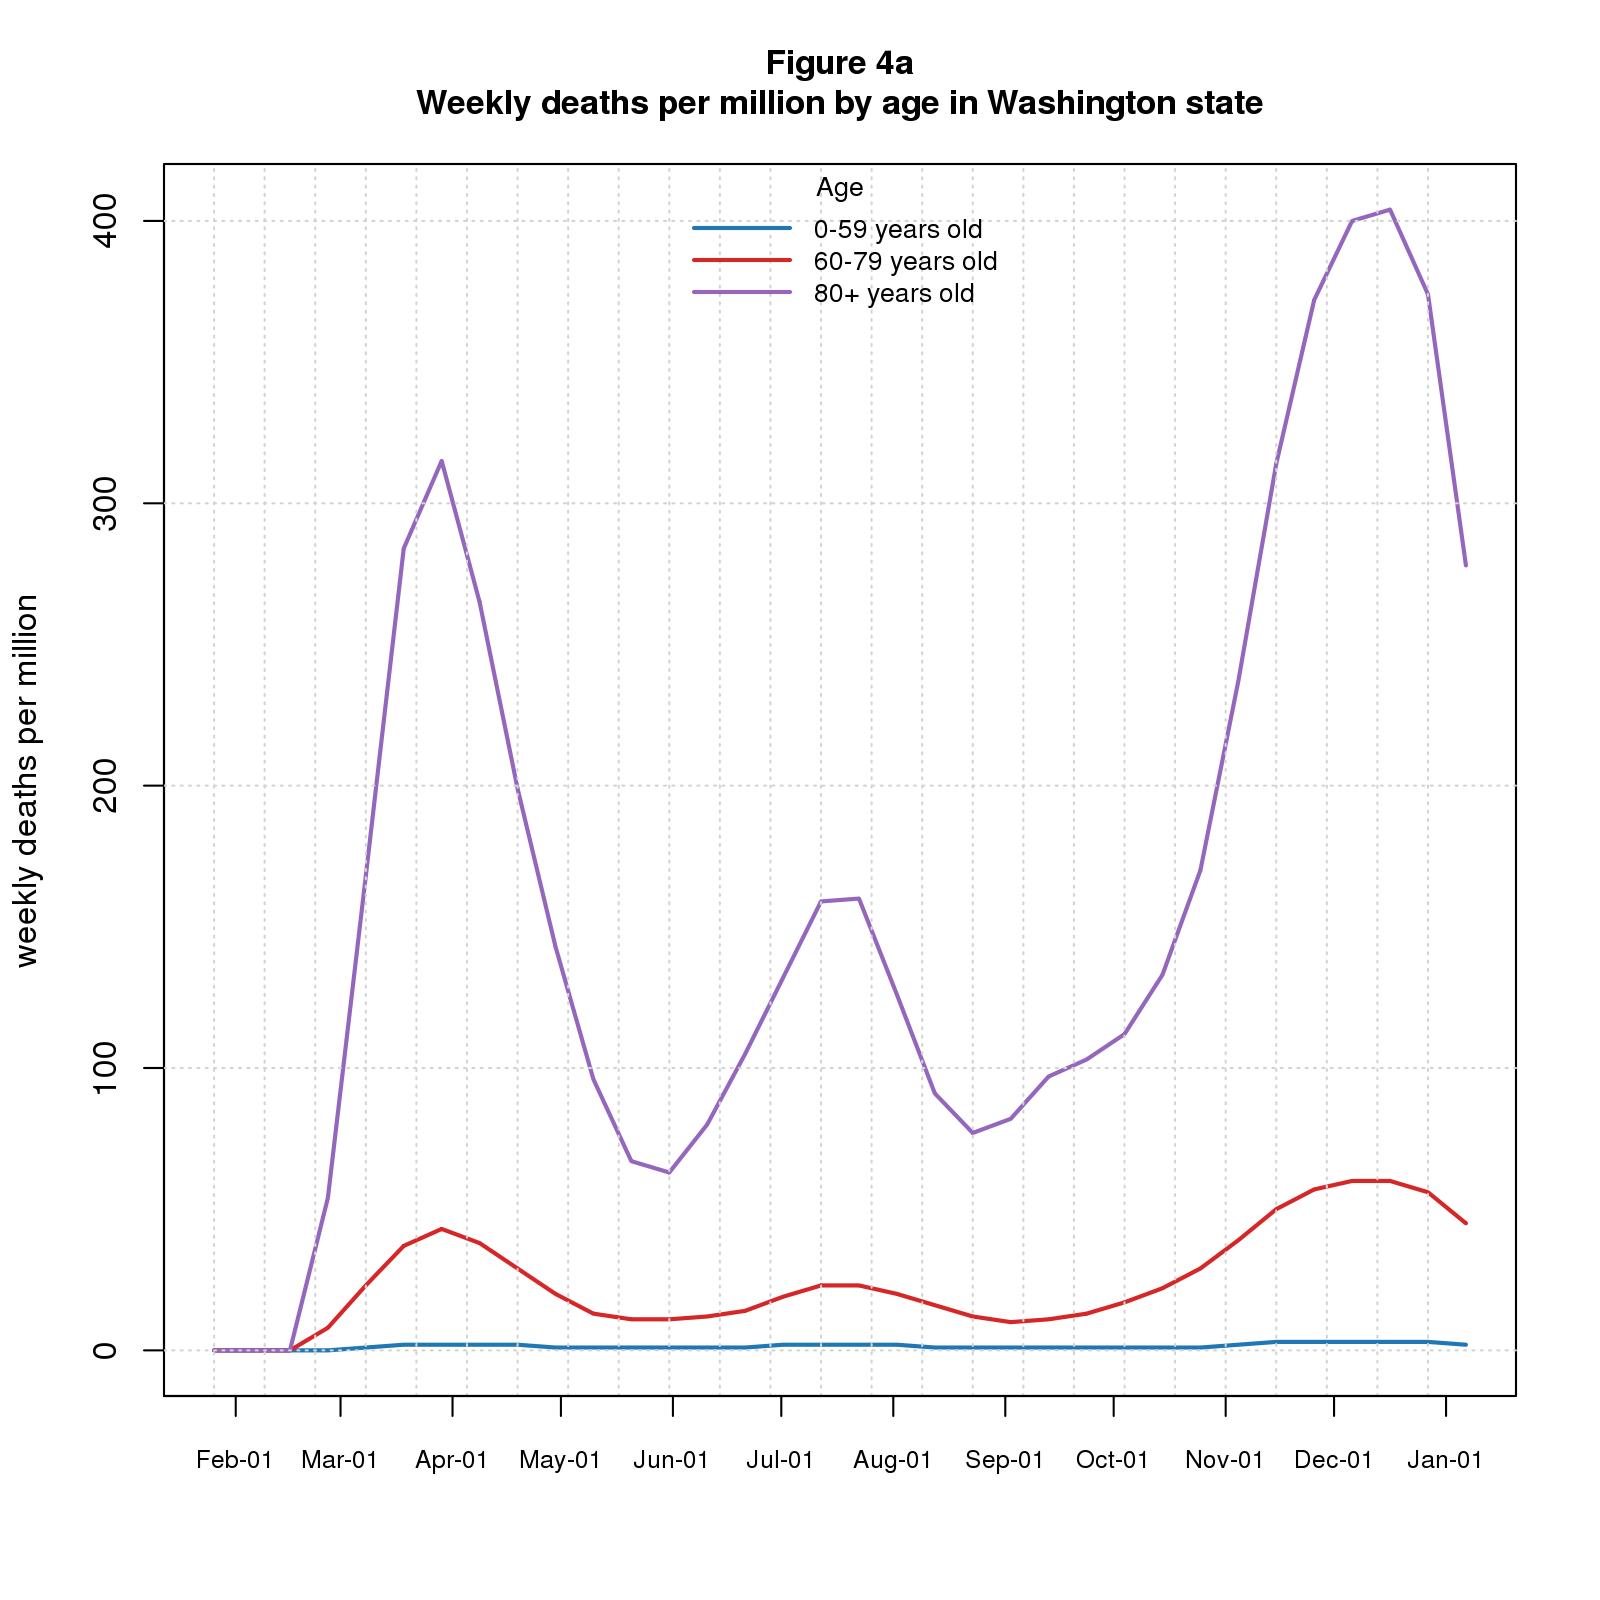 Figure 4a
Weekly deaths per million by age in Washington state
Age
0-59 years old
60-79 years old
80+ years old
weekly deaths per million
400
300
200
100
0
Feb-01 Mar-01 Apr-01 May-01 Jun-01 Jul-01 Aug-01 Sep-01 Oct-01 Nov-01 Dec-01 Jan-01